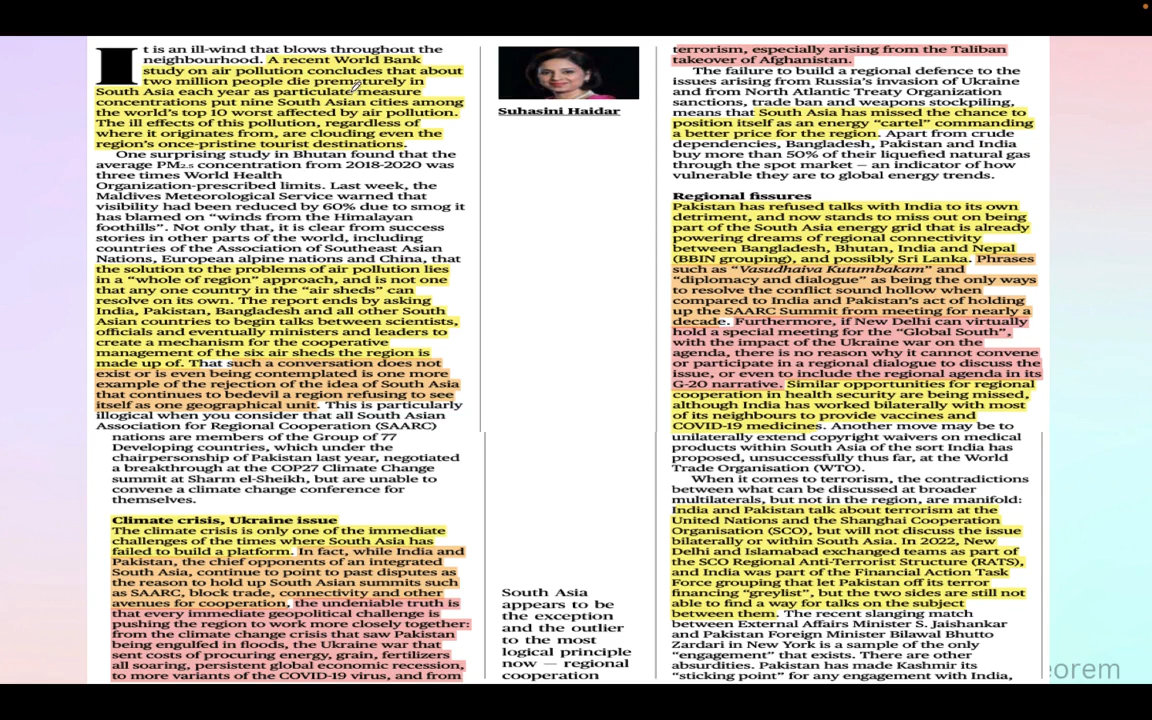 It is an ill-wind that blows throughout the
neighbourhood. A recent World Bank
study on air pollution concludes that about
two million people die prematurely in
South Asia each year as particulate measure
concentrations put nine South Asian cities among
the world's top 10 worst affected by air pollution.
The ill effects of this pollution, regardless of
where it originates from, are clouding even the
region's once-pristine tourist destinations.
One surprising study in Bhutan found that the
average PM2.5 concentration from 2018-2020 was
three times World Health
Organization-prescribed limits. Last week, the
Maldives Meteorological Service warned that
visibility had been reduced by 60% due to smog it
has blamed on “winds from the Himalayan
foothills”. Not only that, it is clear from success
stories in other parts of the world, including
countries of the Association of Southeast Asian
Nations, European alpine nations and China, that
the solution to the problems of air pollution lies
in a “whole of region” approach, and is not one
that any one country in the “air sheds” can
resolve on its own. The report ends by asking
India, Pakistan, Bangladesh and all other South
Asian countries to begin talks between scientists,
officials and eventually ministers and leaders to
create a mechanism for the cooperative
management of the six air sheds the region is
made up of. That such a conversation does not
exist or is even being contemplated is one more
example of the rejection of the idea of South Asia
that continues to bedevil a region refusing to see
itself as one geographical unit. This is particularly
illogical when you consider that all South Asian
Association for Regional Cooperation (SAARC)
nations are members of the Group of 77
Developing countries, which under the
chairpersonship of Pakistan last year, negotiated
a breakthrough at the COP27 Climate Change
summit at Sharm el-Sheikh, but are unable to
convene a climate change conference for
themselves.
Climate crisis, Ukraine issue
The climate crisis is only one of the immediate
challenges of the times where South Asia has
failed to build a platform. In fact, while India and
Pakistan, the chief opponents of an integrated
South Asia, continue to point to past disputes as
the reason to hold up South Asian summits such
as SAARC, block trade, connectivity and other
avenues for cooperation, the undeniable truth is
that every immediate geopolitical challenge is
pushing the region to work more closely together:
from the climate change crisis that saw Pakistan
being engulfed in floods, the Ukraine war that
sent costs of procuring energy, grain, fertilizers
all soaring, persistent global economic recession,
to more variants of the COVID-19 virus, and from
Suhasini Haidar
South Asia
appears to be
the exception
and the outlier
to the most
logical principle
now — regional
cooperation
terrorism, especially arising from the Taliban
takeover of Afghanistan.
The failure to build a regional defence to the
issues arising from Russia's invasion of Ukraine
and from North Atlantic Treaty Organization
sanctions, trade ban and weapons stockpiling,
means that South Asia has missed the chance to
position itself as an energy “cartel” commanding
a better price for the region. Apart from crude
dependencies, Bangladesh, Pakistan and India
buy more than 50% of their liquefied natural gas
through the spot market — an indicator of how
vulnerable they are to global energy trends.
Regional fissures
Pakistan has refused talks with India to its own
detriment, and now stands to miss out on being
part of the South Asia energy grid that is already
powering dreams of regional connectivity
between Bangladesh, Bhutan, India and Nepal
(BBIN grouping), and possibly Sri Lanka. Phrases
such as “Vasudhaiva Kutumbakam” and
“diplomacy and dialogue” as being the only ways
to resolve the conflict sound hollow when
compared to India and Pakistan's act of holding
up the SAARC Summit from meeting for nearly a
decade. Furthermore, if New Delhi can virtually
hold a special meeting for the “Global South”,
with the impact of the Ukraine war on the
agenda, there is no reason why it cannot convene
or participate in a regional dialogue to discuss the
issue, or even to include the regional agenda in its
G-20 narrative. Similar opportunities for regional
cooperation in health security are being missed,
although India has worked bilaterally with most
of its neighbours to provide vaccines and
COVID-19 medicines. Another move may be to
unilaterally extend copyright waivers on medical
products within South Asia of the sort India has
proposed, unsuccessfully thus far, at the World
Trade Organisation (WTO).
When it comes to terrorism, the contradictions
between what can be discussed at broader
multilaterals, but not in the region, are manifold:
India and Pakistan talk about terrorism at the
United Nations and the Shanghai Cooperation
Organisation (SCO), but will not discuss the issue
bilaterally or within South Asia. In 2022, New
Delhi and Islamabad exchanged teams as part of
the SCO Regional Anti-Terrorist Structure (RATS),
and India was part of the Financial Action Task
Force grouping that let Pakistan off its terror
financing “greylist”, but the two sides are still not
able to find a way for talks on the subject
between them. The recent slanging match
between External Affairs Minister S. Jaishankar
and Pakistan Foreign Minister Bilawal Bhutto
Zardari in New York is a sample of the only
“engagement” that exists. There are other
absurdities. Pakistan has made Kashmir its
“sticking point” for any engagement with India,
eorem